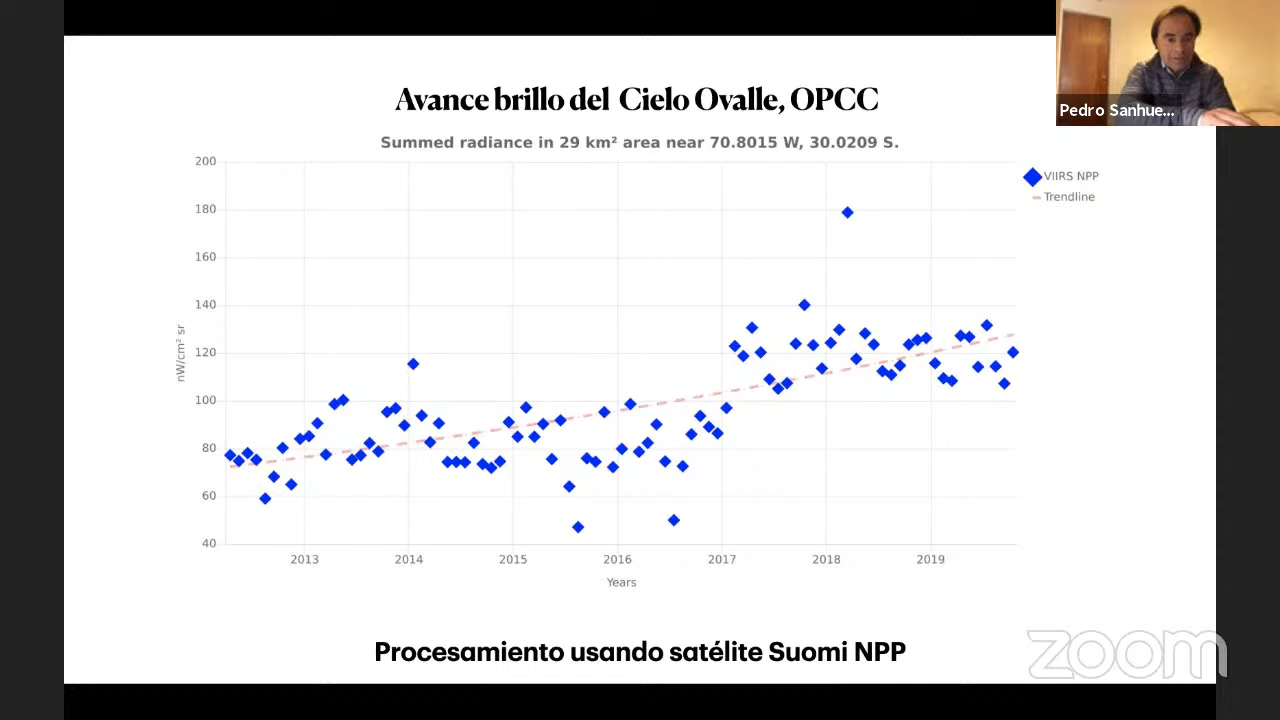 Avance brillo del Cielo Ovalle, OPCC
Pedro Sanhue...
Summed radiance in 29 km² area near 70.8015 W, 30.0209 S.
200
180
160
140
120
100
80
60
40
nW/cm² sr
VIIRS NPP
Trendline
2013 2014 2015 2016 2017 2018 2019
Years
Procesamiento usando satélite Suomi NPP
zoom